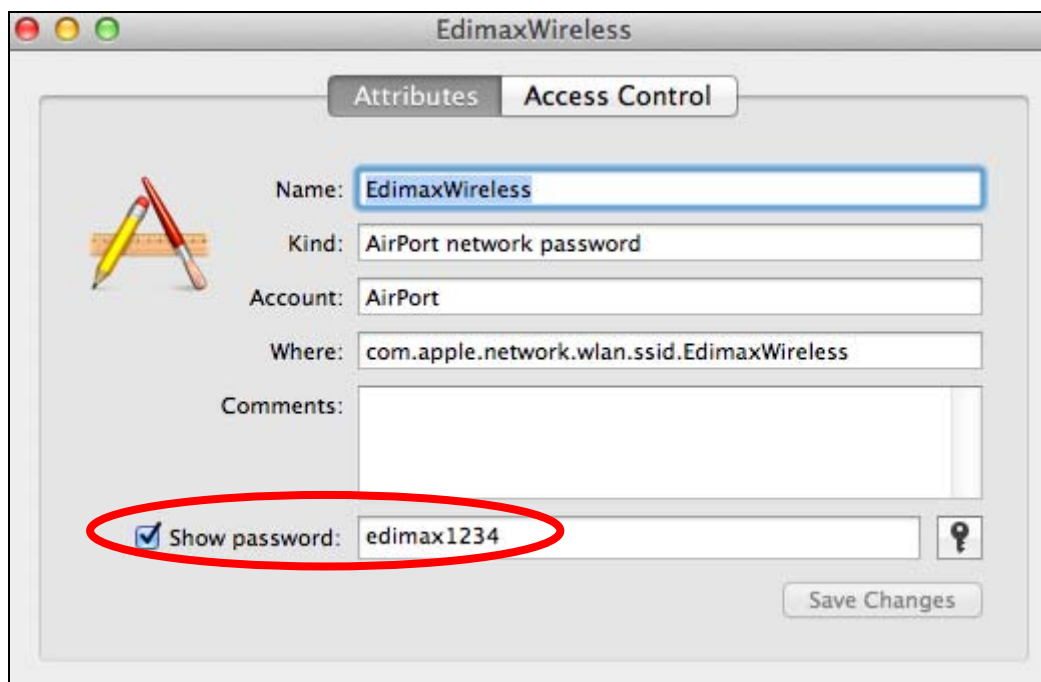 EdimaxWireless
Attributes Access Control
Name: EdimaxWireless
Kind: AirPort network password
Account: AirPort
Where: com.apple.network.wlan.ssid.EdimaxWireless
Comments:
Show password: edimax1234
Save Changes